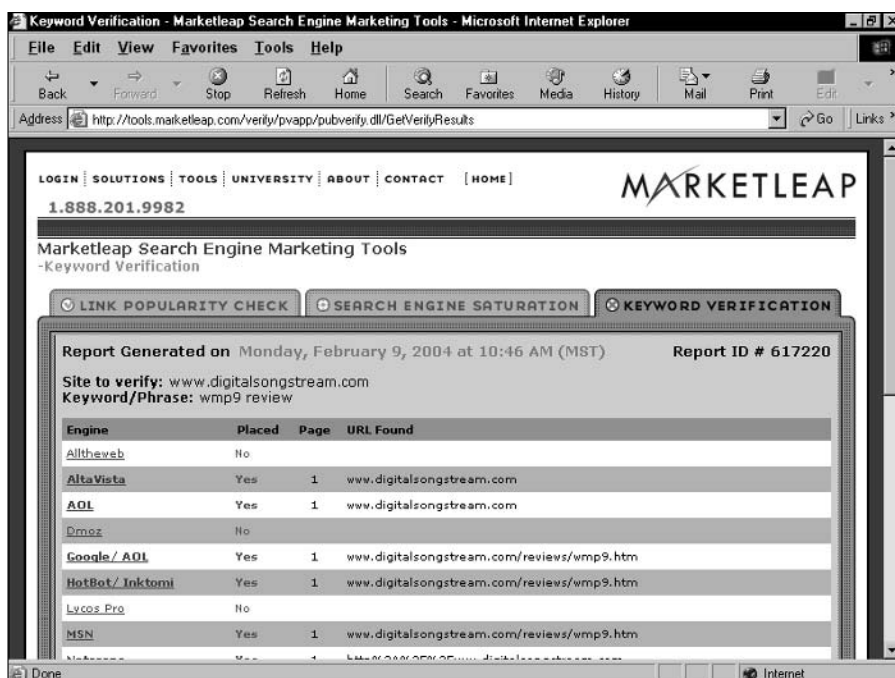 Keyword Verification - Marketleap Search Engine Marketing Tools - Microsoft Internet Explorer
File Edit View Favorites Tools Help
Back Forward Stop Refresh Home Search Favorites Media History Mail Print Edit
Address http://tools.marketleap.com/verify/pvapp/pubverify.dll/GetVerifyResults Go Links
LOGIN SOLUTIONS TOOLS UNIVERSITY ABOUT CONTACT [HOME]
MARKETLEAP
1.888.201.9982
Marketleap Search Engine Marketing Tools
-Keyword Verification
LINK POPULARITY CHECK SEARCH ENGINE SATURATION KEYWORD VERIFICATION
Report Generated on Monday, February 9, 2004 at 10:46 AM (MST) Report ID # 617220
Site to verify: www.digitalsongstream.com
Keyword/Phrase: wmp9 review
Engine Placed Page URL Found
Alltheweb No
AltaVista Yes 1 www.digitalsongstream.com
AOL Yes 1 www.digitalsongstream.com
Dmoz No
Google/ AOL Yes 1 www.digitalsongstream.com/reviews/wmp9.htm
HotBot/ Inktomi Yes 1 www.digitalsongstream.com/reviews/wmp9.htm
Lycos Pro No
MSN Yes 1 www.digitalsongstream.com/reviews/wmp9.htm
Netscape Yes 1
Done Internet